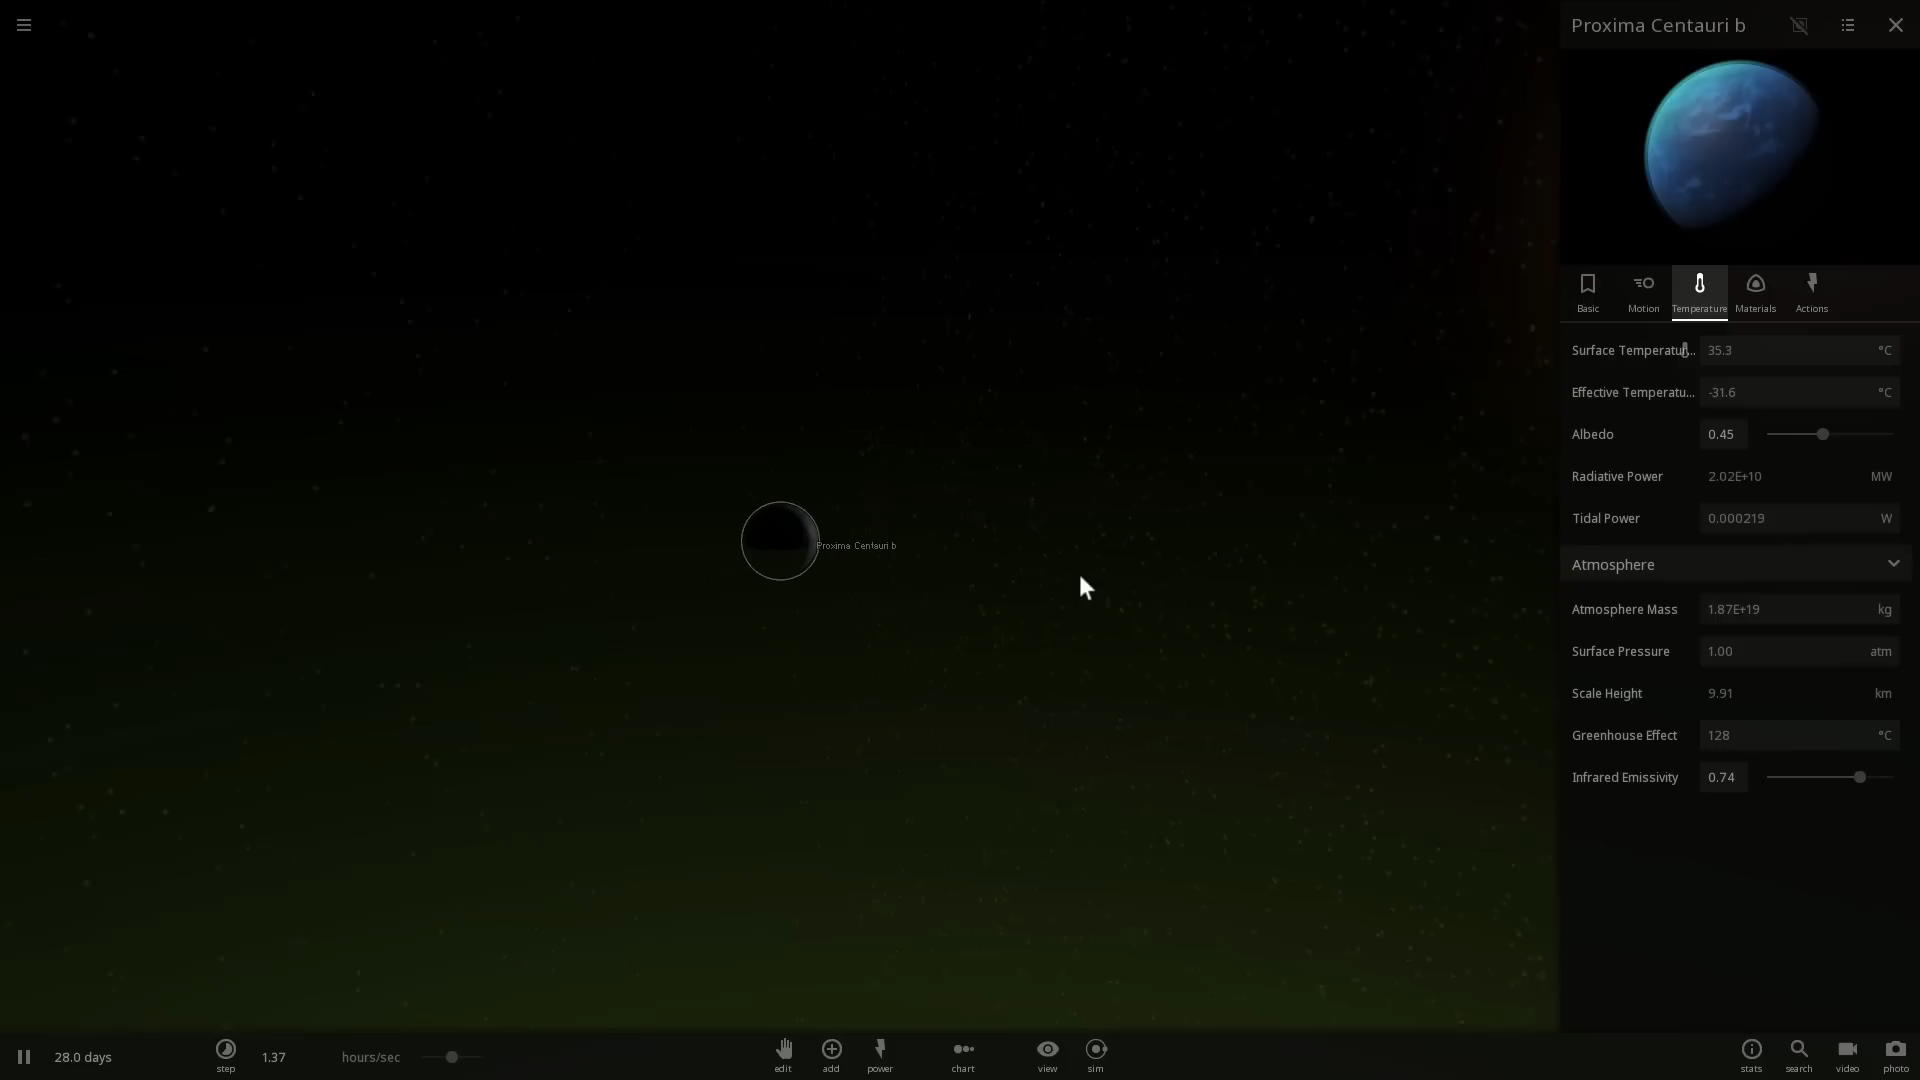 Proxima Centauri b
Basic
Motion
Temperature
Materials
Actions
Surface Temperatur... 35.3 °C
Effective Temperatu... -31.6 °C
Albedo 0.45
Radiative Power 2.02E+10 MW
Tidal Power 0.000219 W
Proxima Centauri b
Atmosphere
Atmosphere Mass 1.87E+19 kg
Surface Pressure 1.00 atm
Scale Height 9.91 km
Greenhouse Effect 128 °C
Infrared Emissivity 0.74
28.0 days
step
1.37 hours/sec
edit
add
power
chart
view
sim
stats
search
video
photo